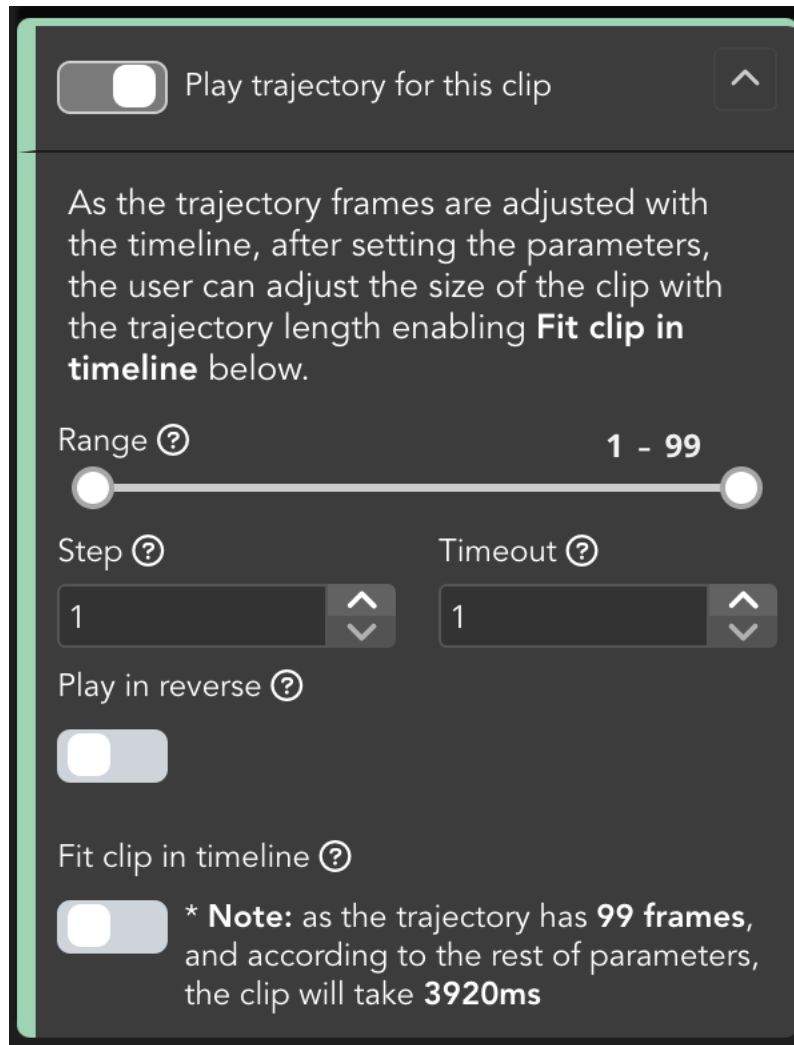 Play trajectory for this clip
As the trajectory frames are adjusted with
the timeline, after setting the parameters,
the user can adjust the size of the clip with
the trajectory length enabling Fit clip in
timeline below.
Range ?
1 - 99
Step ?
Timeout ?
1
1
Play in reverse ?
Fit clip in timeline ?
* Note: as the trajectory has 99 frames,
and according to the rest of parameters,
the clip will take 3920ms